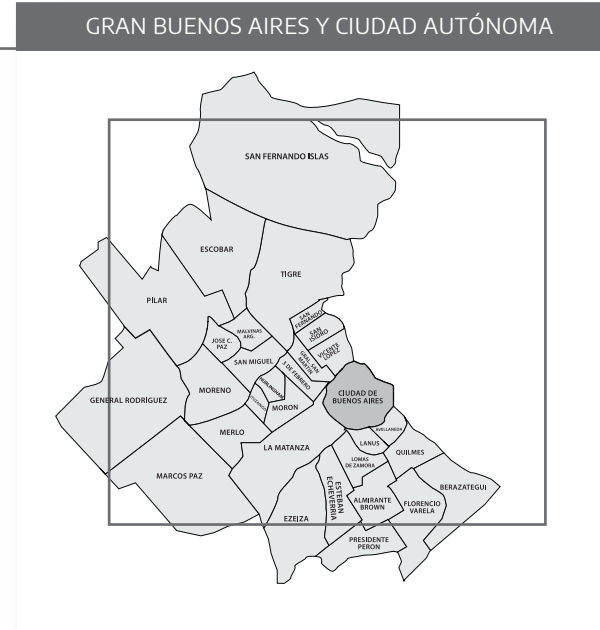 GRAN BUENOS AIRES Y CIUDAD AUTÓNOMA
SAN FERNANDO ISLAS
ESCOBAR
TIGRE
PILAR
SAN
FERNANDO
SAN
ISIDRO
MALVINAS
ARG.
JOSE C.
PAZ
VICENTE
LOPEZ
GRAL. SAN
MARTIN
SAN MIGUEL
3 DE FEBRERO
HURLINGHAM
MORENO
ITUZAINGO
MORON
CIUDAD DE
BUENOS AIRES
GENERAL RODRÍGUEZ
MERLO
AVELLANEDA
LANUS
LA MATANZA
QUILMES
LOMAS
DE ZAMORA
MARCOS PAZ
ESTEBAN
ECHEVERRIA
BERAZATEGUI
ALMIRANTE
BROWN
FLORENCIO
VARELA
EZEIZA
PRESIDENTE
PERON